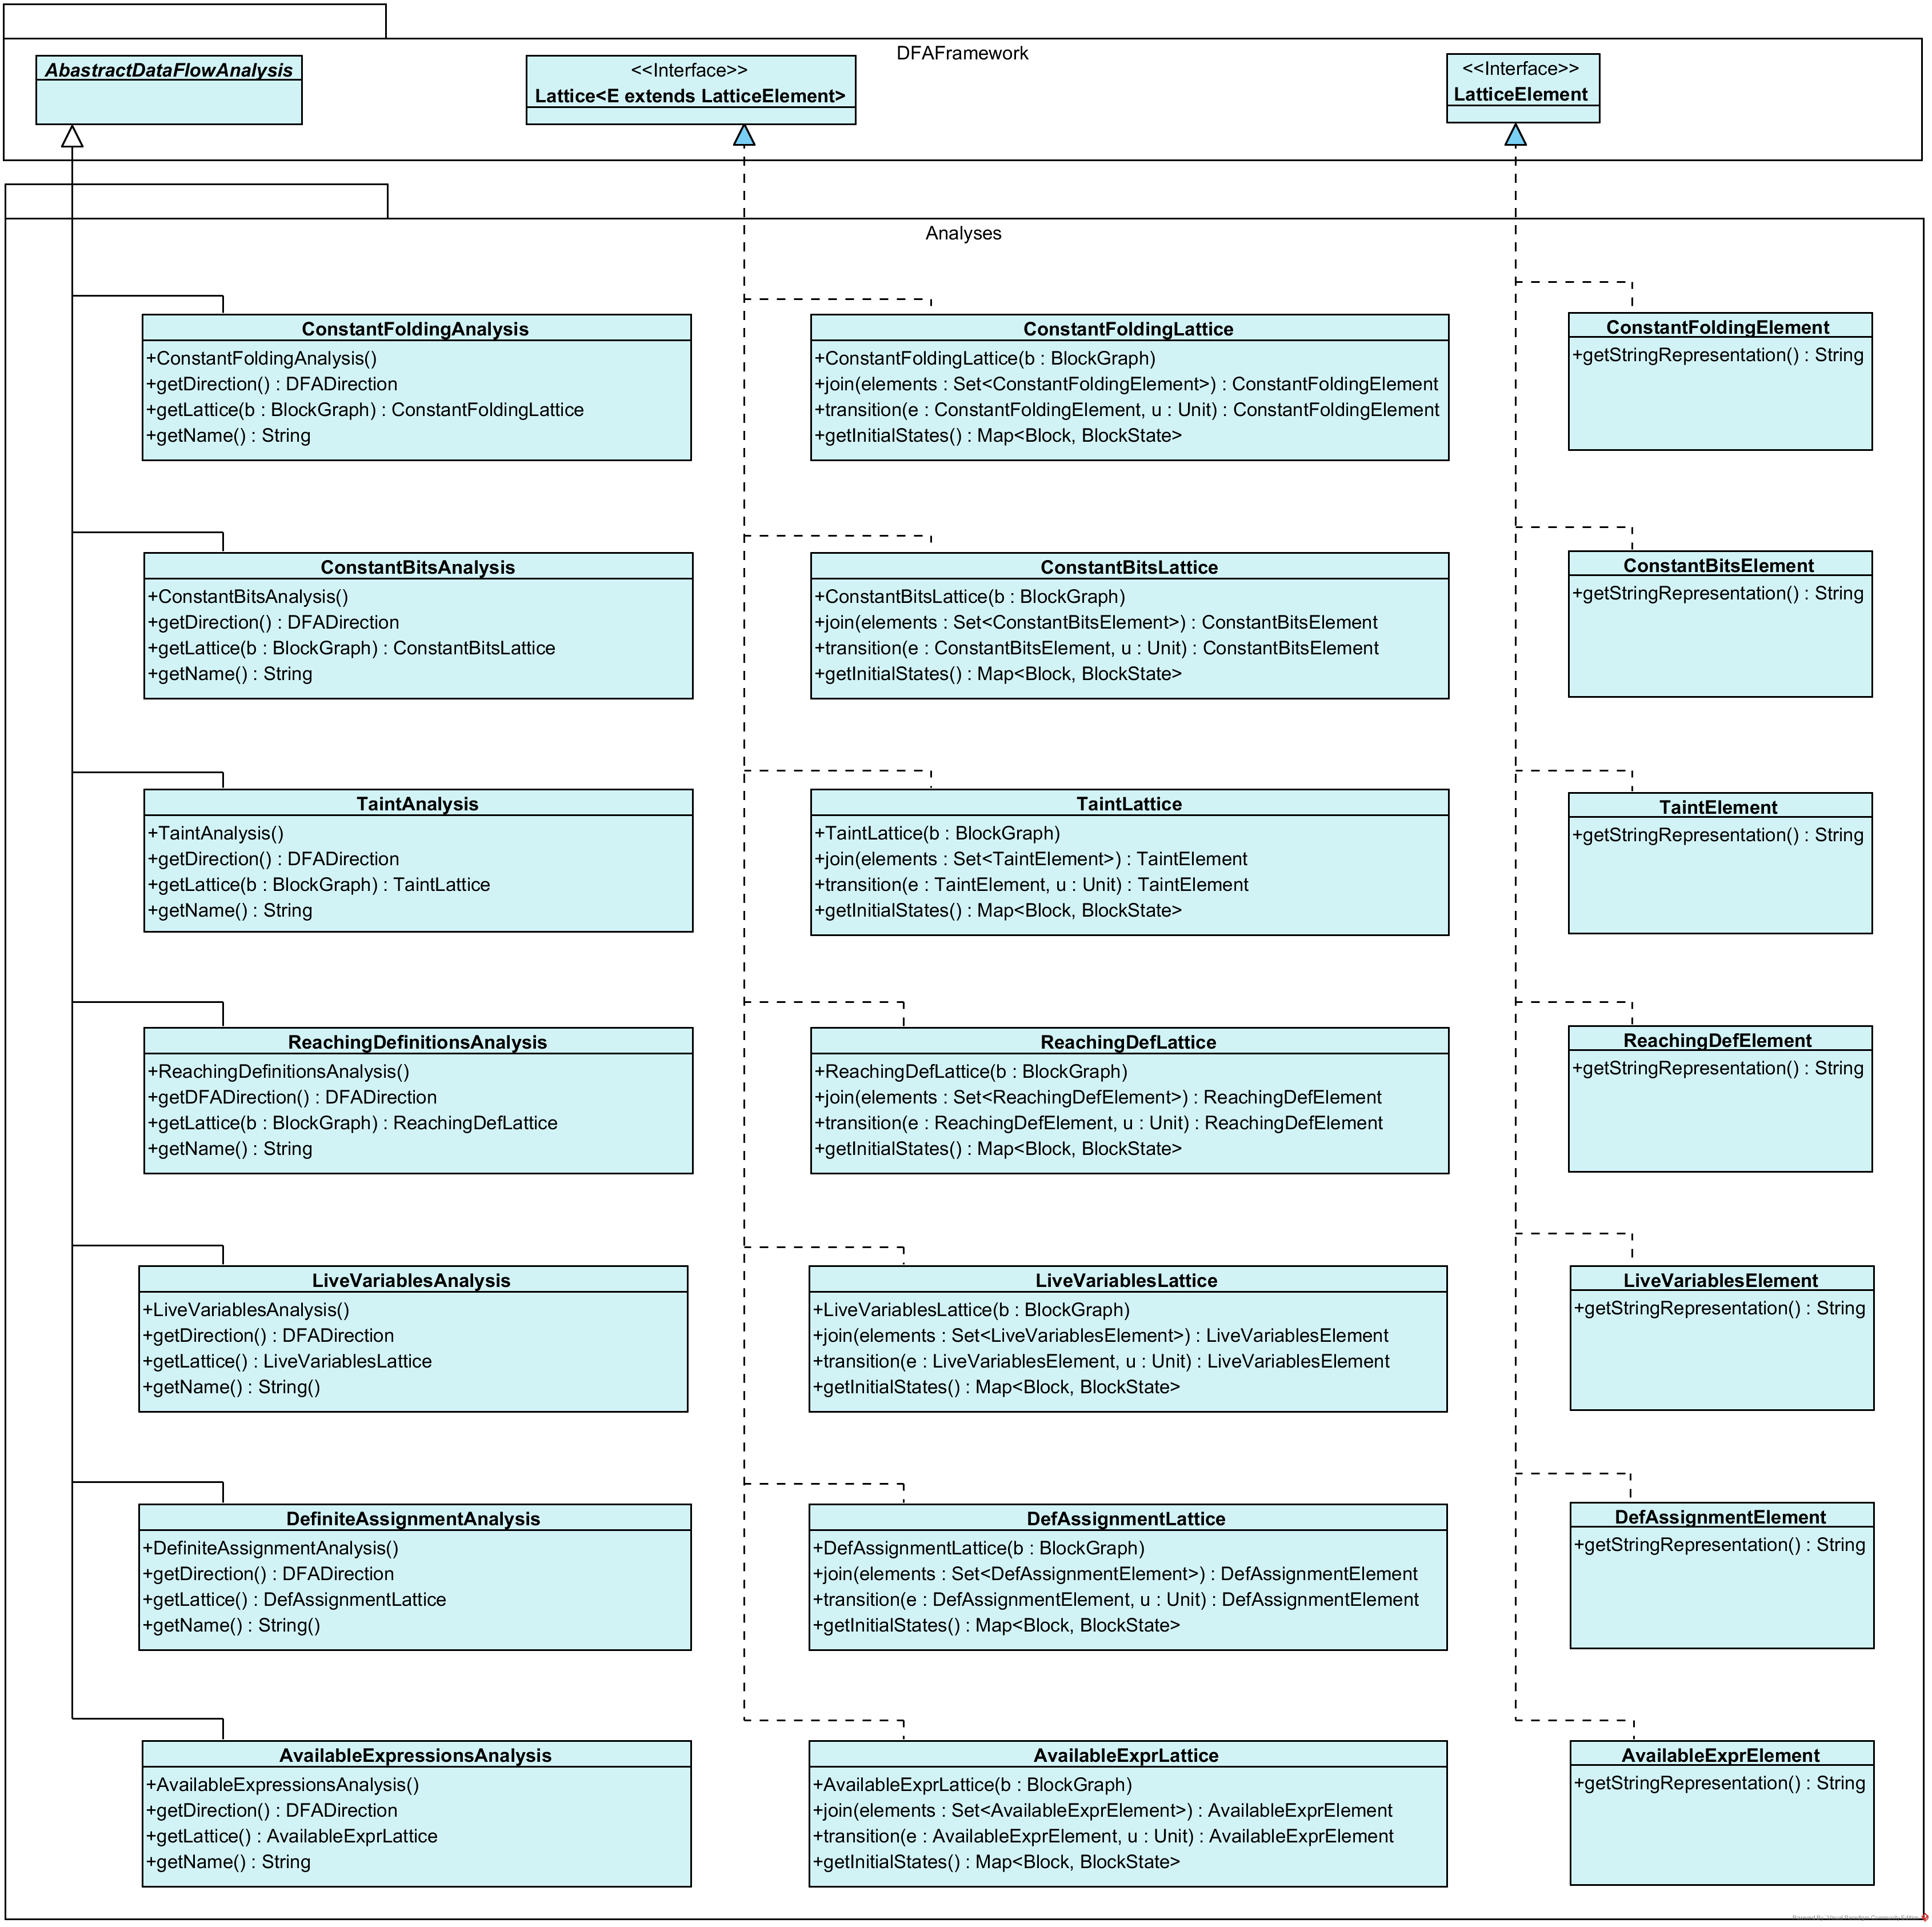 DFAFramework
AbastractDataFlowAnalysis
<<Interface>>
Lattice<E extends LatticeElement>
<<Interface>>
LatticeElement
Analyses
ConstantFoldingAnalysis
+ConstantFoldingAnalysis()
+getDirection() : DFADirection
+getLattice(b : BlockGraph) : ConstantFoldingLattice
+getName() : String
ConstantFoldingLattice
+ConstantFoldingLattice(b : BlockGraph)
+join(elements : Set<ConstantFoldingElement>) : ConstantFoldingElement
+transition(e : ConstantFoldingElement, u : Unit) : ConstantFoldingElement
+getInitialStates() : Map<Block, BlockState>
ConstantFoldingElement
+getStringRepresentation() : String
ConstantBitsAnalysis
+ConstantBitsAnalysis()
+getDirection() : DFADirection
+getLattice(b : BlockGraph) : ConstantBitsLattice
+getName() : String
ConstantBitsLattice
+ConstantBitsLattice(b : BlockGraph)
+join(elements : Set<ConstantBitsElement>) : ConstantBitsElement
+transition(e : ConstantBitsElement, u : Unit) : ConstantBitsElement
+getInitialStates() : Map<Block, BlockState>
ConstantBitsElement
+getStringRepresentation() : String
TaintAnalysis
+TaintAnalysis()
+getDirection() : DFADirection
+getLattice(b : BlockGraph) : TaintLattice
+getName() : String
TaintLattice
+TaintLattice(b : BlockGraph)
+join(elements : Set<TaintElement>) : TaintElement
+transition(e : TaintElement, u : Unit) : TaintElement
+getInitialStates() : Map<Block, BlockState>
TaintElement
+getStringRepresentation() : String
ReachingDefinitionsAnalysis
+ReachingDefinitionsAnalysis()
+getDFADirection() : DFADirection
+getLattice(b : BlockGraph) : ReachingDefLattice
+getName() : String
ReachingDefLattice
+ReachingDefLattice(b : BlockGraph)
+join(elements : Set<ReachingDefElement>) : ReachingDefElement
+transition(e : ReachingDefElement, u : Unit) : ReachingDefElement
+getInitialStates() : Map<Block, BlockState>
ReachingDefElement
+getStringRepresentation() : String
LiveVariablesAnalysis
+LiveVariablesAnalysis()
+getDirection() : DFADirection
+getLattice() : LiveVariablesLattice
+getName() : String()
LiveVariablesLattice
+LiveVariablesLattice(b : BlockGraph)
+join(elements : Set<LiveVariablesElement>) : LiveVariablesElement
+transition(e : LiveVariablesElement, u : Unit) : LiveVariablesElement
+getInitialStates() : Map<Block, BlockState>
LiveVariablesElement
+getStringRepresentation() : String
DefiniteAssignmentAnalysis
+DefiniteAssignmentAnalysis()
+getDirection() : DFADirection
+getLattice() : DefAssignmentLattice
+getName() : String()
DefAssignmentLattice
+DefAssignmentLattice(b : BlockGraph)
+join(elements : Set<DefAssignmentElement>) : DefAssignmentElement
+transition(e : DefAssignmentElement, u : Unit) : DefAssignmentElement
+getInitialStates() : Map<Block, BlockState>
DefAssignmentElement
+getStringRepresentation() : String
AvailableExpressionsAnalysis
+AvailableExpressionsAnalysis()
+getDirection() : DFADirection
+getLattice() : AvailableExprLattice
+getName() : String
AvailableExprLattice
+AvailableExprLattice(b : BlockGraph)
+join(elements : Set<AvailableExprElement>) : AvailableExprElement
+transition(e : AvailableExprElement, u : Unit) : AvailableExprElement
+getInitialStates() : Map<Block, BlockState>
AvailableExprElement
+getStringRepresentation() : String
Powered By Visual Paradigm Community Edition